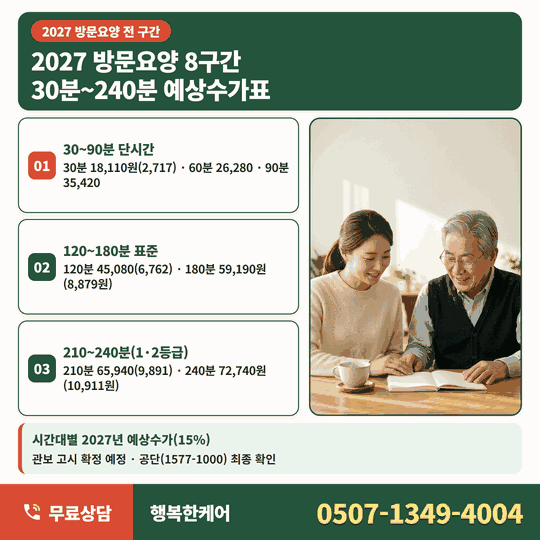 2027 방문요양 전 구간
2027 방문요양 8구간
30분~240분 예상수가표
01
30~90분 단시간
30분 18,110원(2,717) · 60분 26,280 · 90분
35,420
02
120~180분 표준
120분 45,080(6,762) · 180분 59,190원
(8,879원)
03
210~240분(1·2등급)
210분 65,940(9,891) · 240분 72,740원
(10,911원)
시간대별 2027년 예상수가(15%)
관보 고시 확정 예정 · 공단(1577-1000) 최종 확인
무료상담
행복한케어
0507-1349-4004